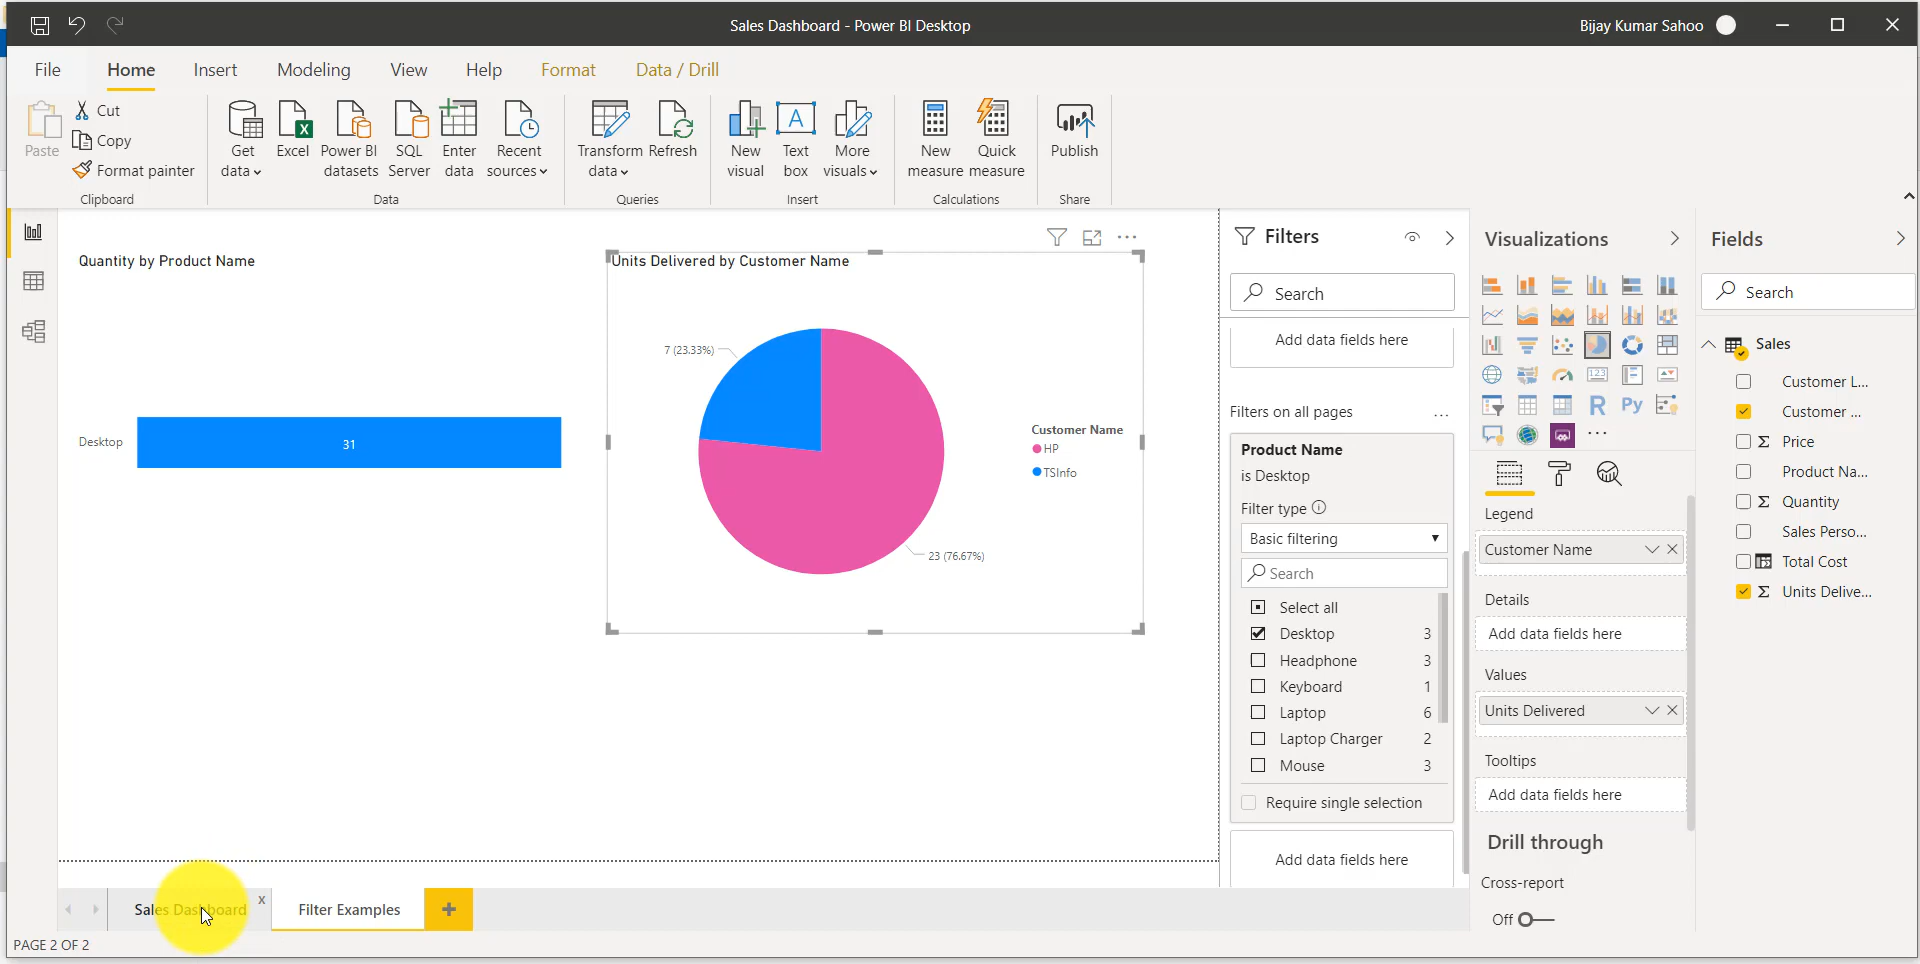 Sales Dashboard - Power BI Desktop
Bijay Kumar Sahoo
File Home Insert Modeling View Help Format Data / Drill
Paste
Cut
Copy
Format painter
Clipboard
Get data
Excel
Power BI datasets
SQL Server
Enter data
Recent sources
Data
Transform data
Refresh
Queries
New visual
Text box
More visuals
Insert
New measure
Quick measure
Calculations
Publish
Share
Quantity by Product Name
Desktop
31
Units Delivered by Customer Name
7 (23.33%)
23 (76.67%)
Customer Name
HP
TSInfo
Filters
Search
Add data fields here
Filters on all pages ...
Product Name
is Desktop
Filter type
Basic filtering
Search
Select all
Desktop 3
Headphone 3
Keyboard 1
Laptop 6
Laptop Charger 2
Mouse 3
Require single selection
Add data fields here
Visualizations
123
R
Py
...
Legend
Customer Name
Details
Add data fields here
Values
Units Delivered
Tooltips
Add data fields here
Drill through
Cross-report
Off
Fields
Search
Sales
Customer L...
Customer ...
Σ Price
Product Na...
Σ Quantity
Sales Perso...
Total Cost
Σ Units Delive...
Sales Dashboard x
Filter Examples
+
PAGE 2 OF 2